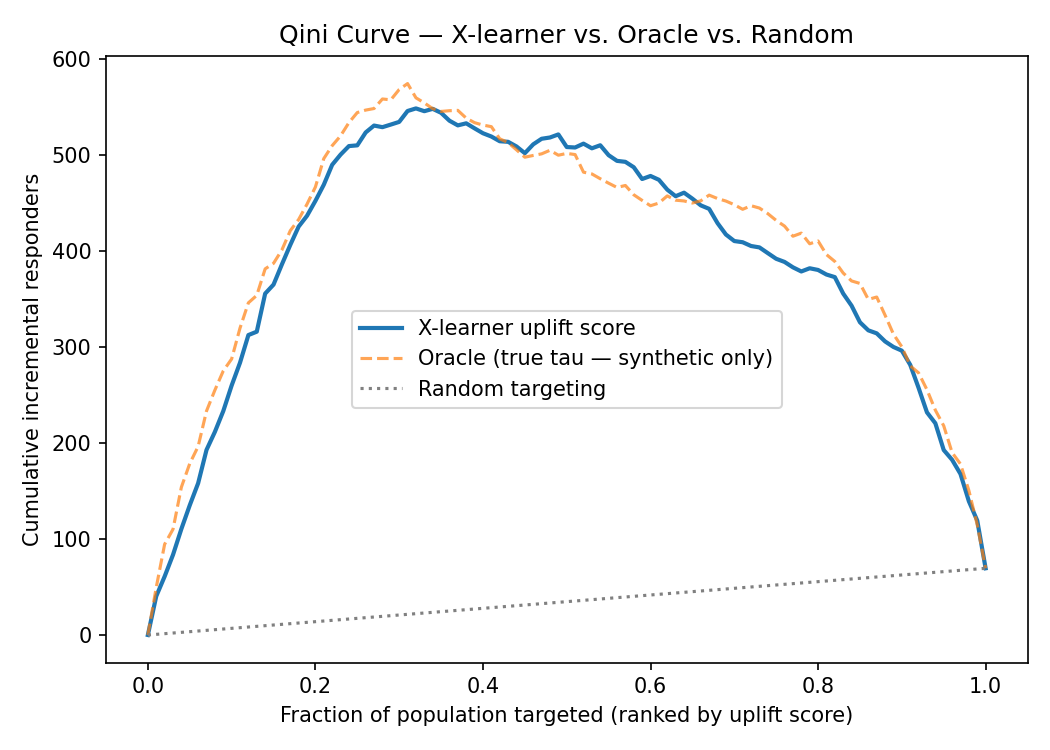 Qini Curve — X-learner vs. Oracle vs. Random
Cumulative incremental responders
600
500
400
300
200
100
0
X-learner uplift score
Oracle (true tau — synthetic only)
Random targeting
0.0
0.2
0.4
0.6
0.8
1.0
Fraction of population targeted (ranked by uplift score)